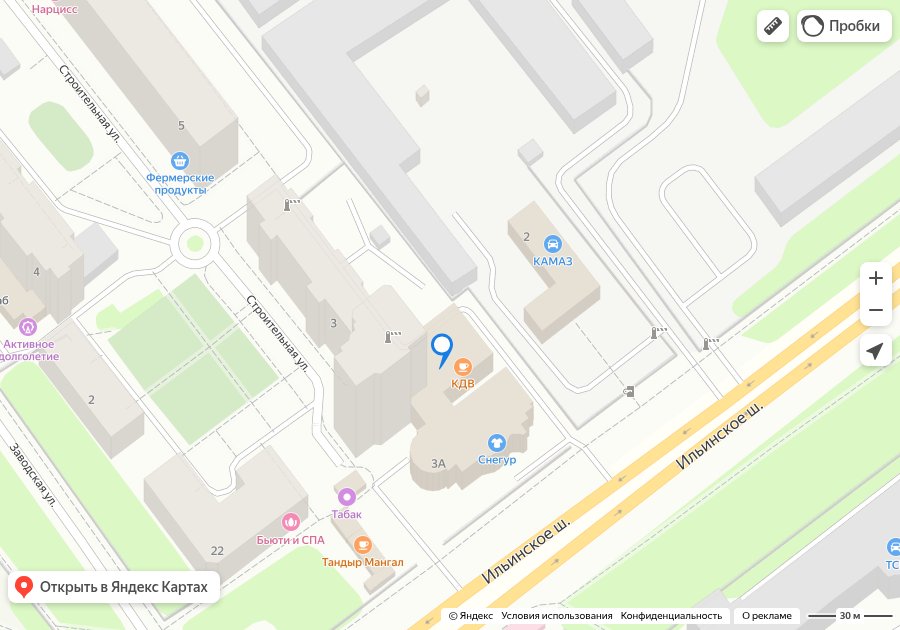 Нарцисс
Пробки
Строительная ул.
5
Фермерские
продукты
2
КАМАЗ
4
Активное
долголетие
Строительная ул.
3
КДВ
2
Снегур
3А
Ильинское ш.
Заводская ул.
Табак
Бьюти и СПА
22
Тандыр Мангал
Ильинское ш.
ТС
Открыть в Яндекс Картах
© Яндекс Условия использования Конфиденциальность О рекламе 30 м